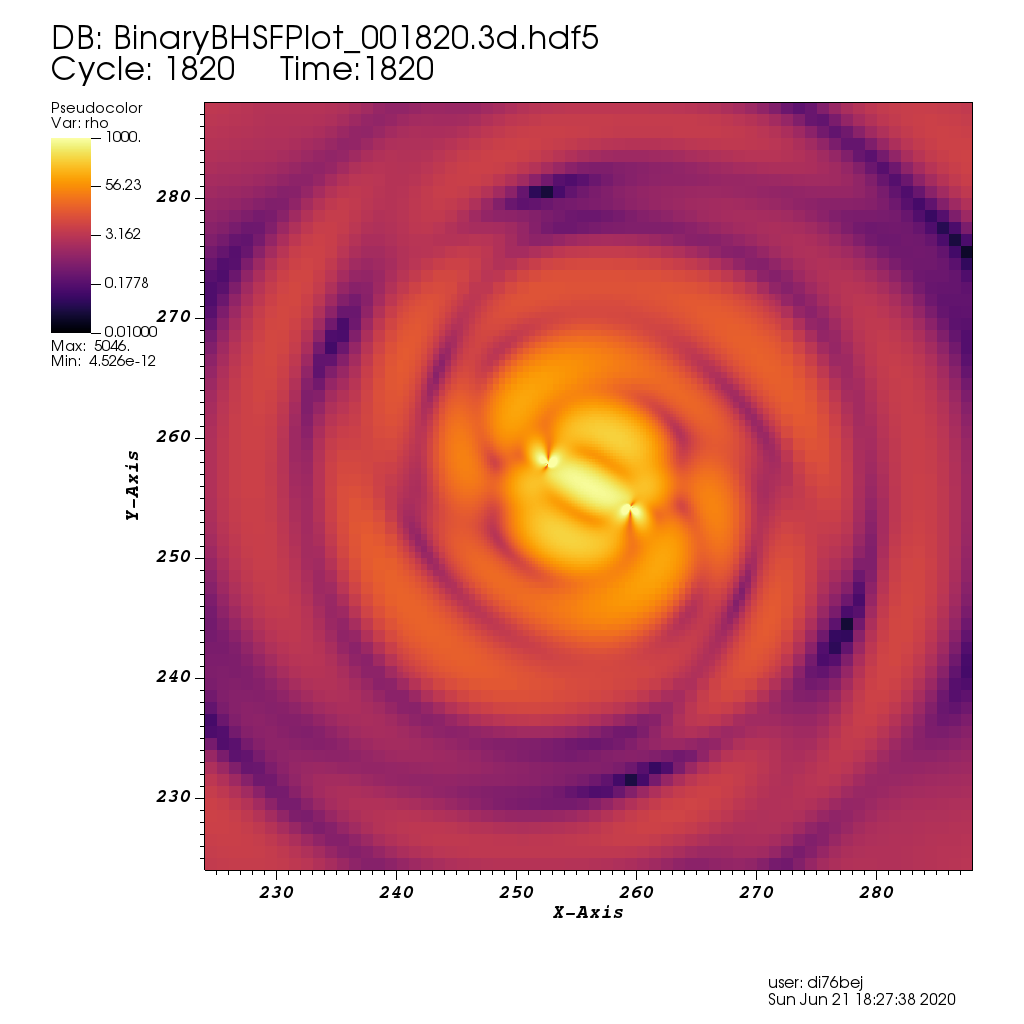 DB: BinaryBHSFPlot_001820.3d.hdf5
Cycle: 1820 Time:1820
Pseudocolor
Var: rho
1000.
56.23
3.162
0.1778
0.01000
Max: 5046.
Min: 4.526e-12
280
270
260
250
240
230
Y-Axis
230 240 250 260 270 280
X-Axis
user: di76bej
Sun Jun 21 18:27:38 2020